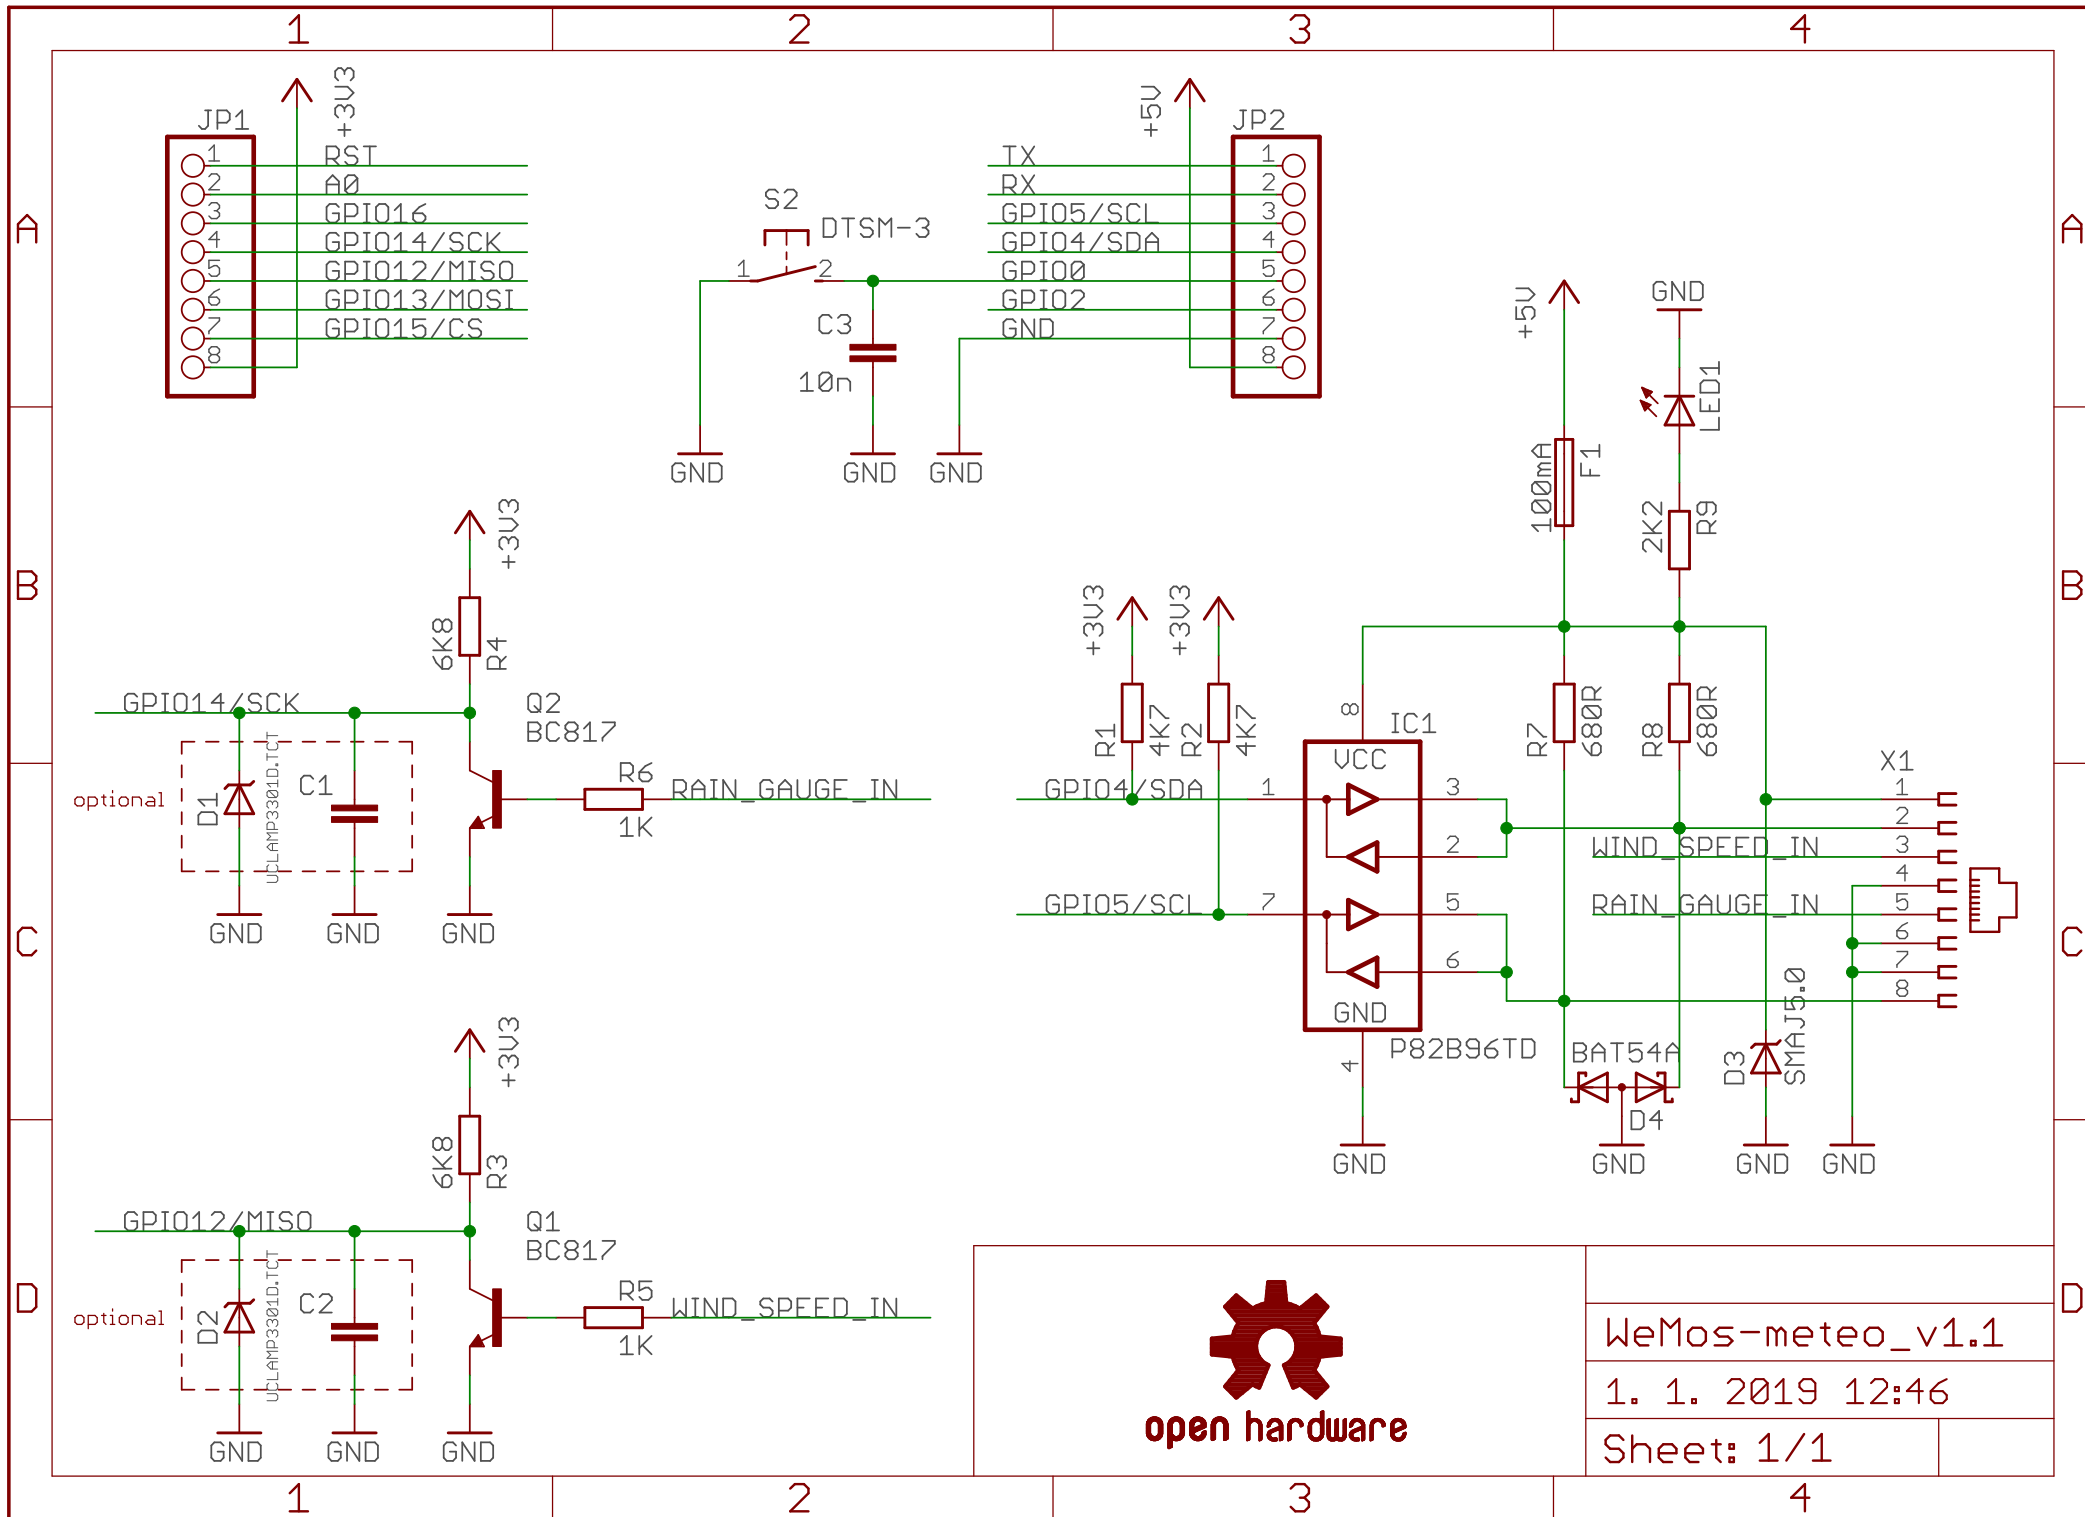 1
2
3
4
A
A
B
B
C
C
D
D
1
2
3
4
JP1
+3V3
1 RST
2 A0
3 GPIO16
4 GPIO14/SCK
5 GPIO12/MISO
6 GPIO13/MOSI
7 GPIO15/CS
8
S2
DTSM-3
1 2
C3
10n
GND
GND
GND
+5V
JP2
TX 1
RX 2
GPIO5/SCL 3
GPIO4/SDA 4
GPIO0 5
GPIO2 6
GND 7
8
+5V
GND
LED1
100mA
F1
2K2
R9
+3V3
6K8
R4
GPIO14/SCK
Q2
BC817
optional
D1
UCLAMP3301D.TCT
C1
R6
1K
RAIN_GAUGE_IN
GND
GND
GND
+3V3
+3V3
R1
4K7
R2
4K7
GPIO4/SDA
GPIO5/SCL
IC1
VCC
GND
P82B96TD
8
1
3
2
7
5
6
4
GND
R7
680R
R8
680R
X1
1
2
WIND_SPEED_IN 3
4
RAIN_GAUGE_IN 5
6
7
8
BAT54A
D4
D3
SMAJ5.0
GND
GND
GND
+3V3
6K8
R3
GPIO12/MISO
Q1
BC817
optional
D2
UCLAMP3301D.TCT
C2
R5
1K
WIND_SPEED_IN
GND
GND
GND
open hardware
WeMos-meteo_v1.1
1. 1. 2019 12:46
Sheet: 1/1